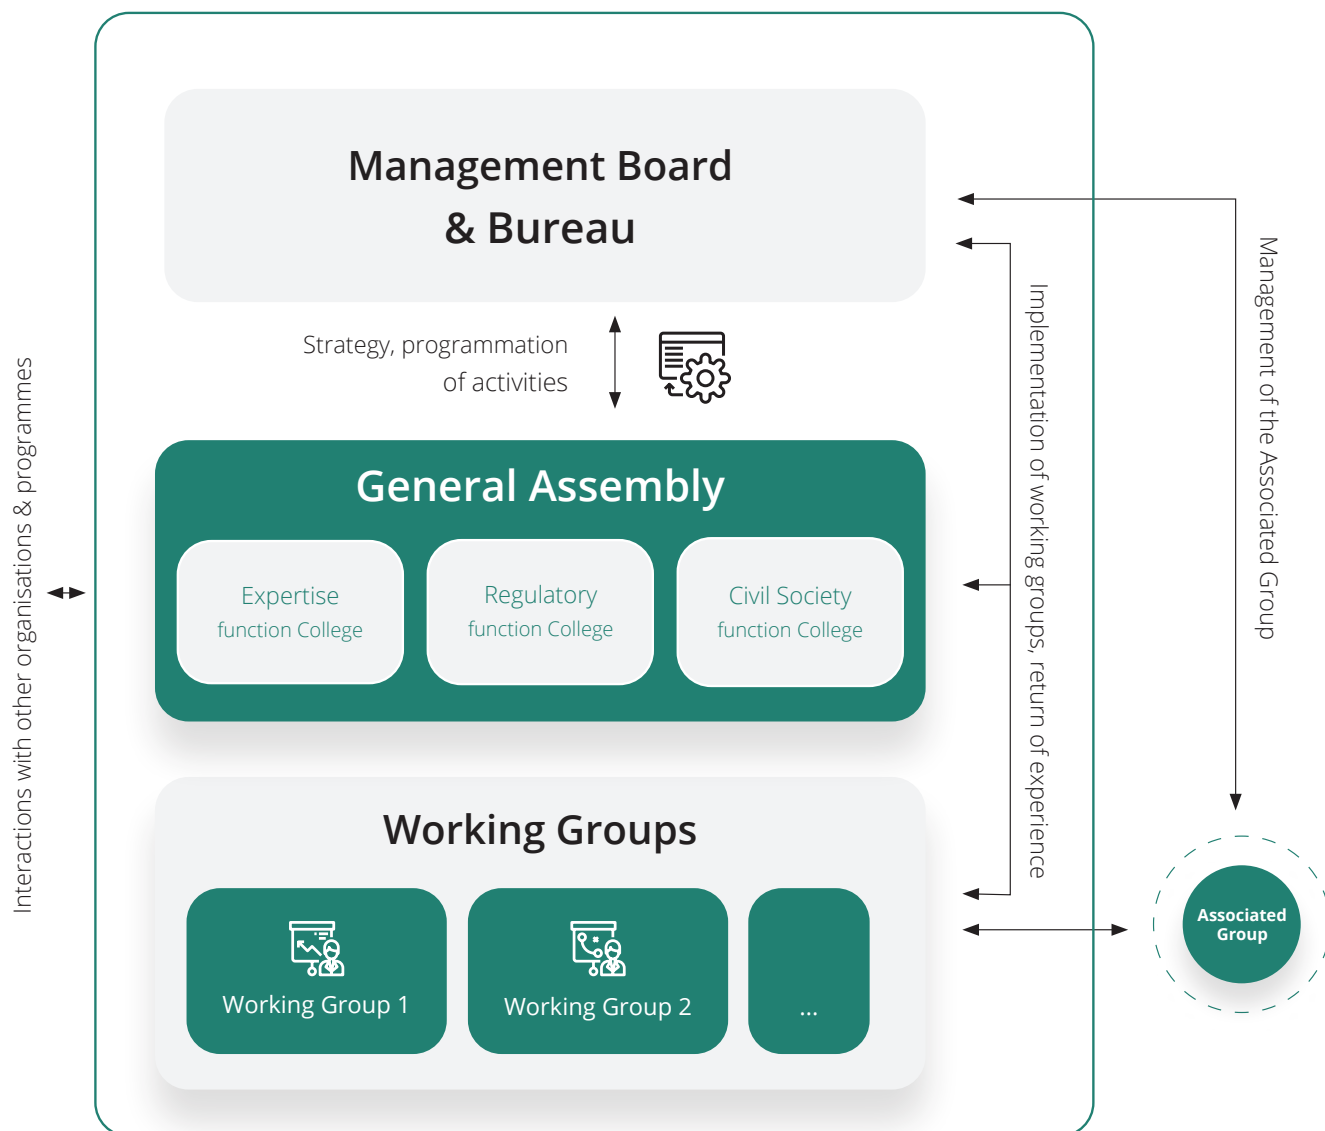 Management Board
& Bureau
Strategy, programmation
of activities
General Assembly
Expertise
function College
Regulatory
function College
Civil Society
function College
Working Groups
Working Group 1
Working Group 2
...
Interactions with other organisations & programmes
Implementation of working groups, return of experience
Management of the Associated Group
Associated
Group